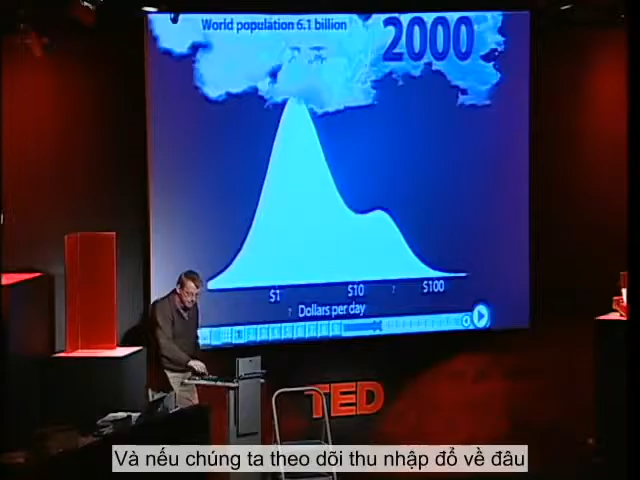 World population 6.1 billion
2000
$1
$10
?
$100
? Dollars per day
TED
Và nếu chúng ta theo dõi thu nhập đổ về đâu